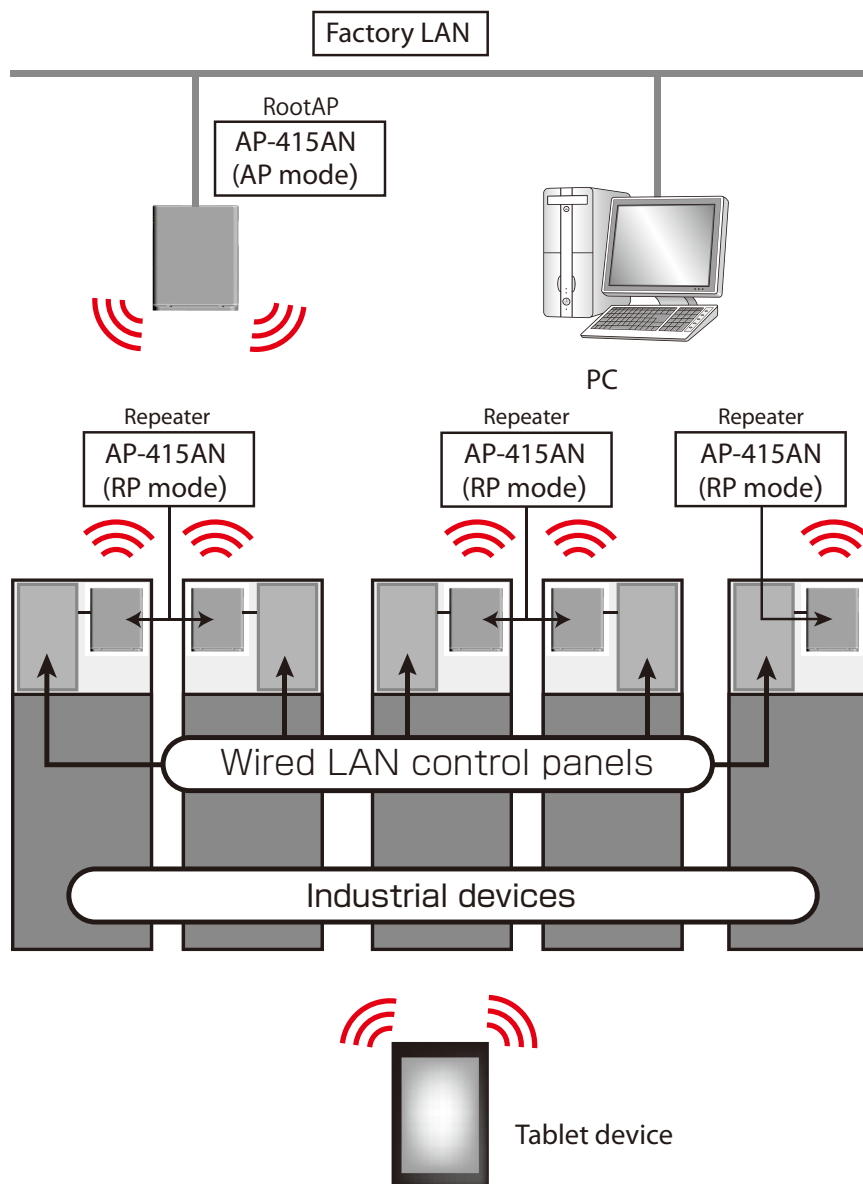 Factory LAN
RootAP
AP-415AN
(AP mode)
PC
Repeater
AP-415AN
(RP mode)
Repeater
AP-415AN
(RP mode)
Repeater
AP-415AN
(RP mode)
Wired LAN control panels
Industrial devices
Tablet device